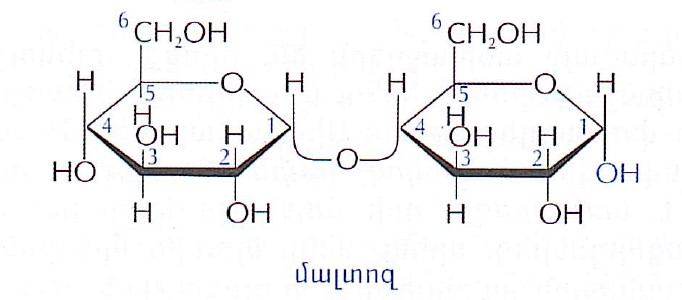 6 CH₂OH 6 CH₂OH
H 5 O H H 5 O H
H H
4 OH H 1 4 OH H 1
HO 3 2 O 3 2 OH
H OH H OH
մալտոզ